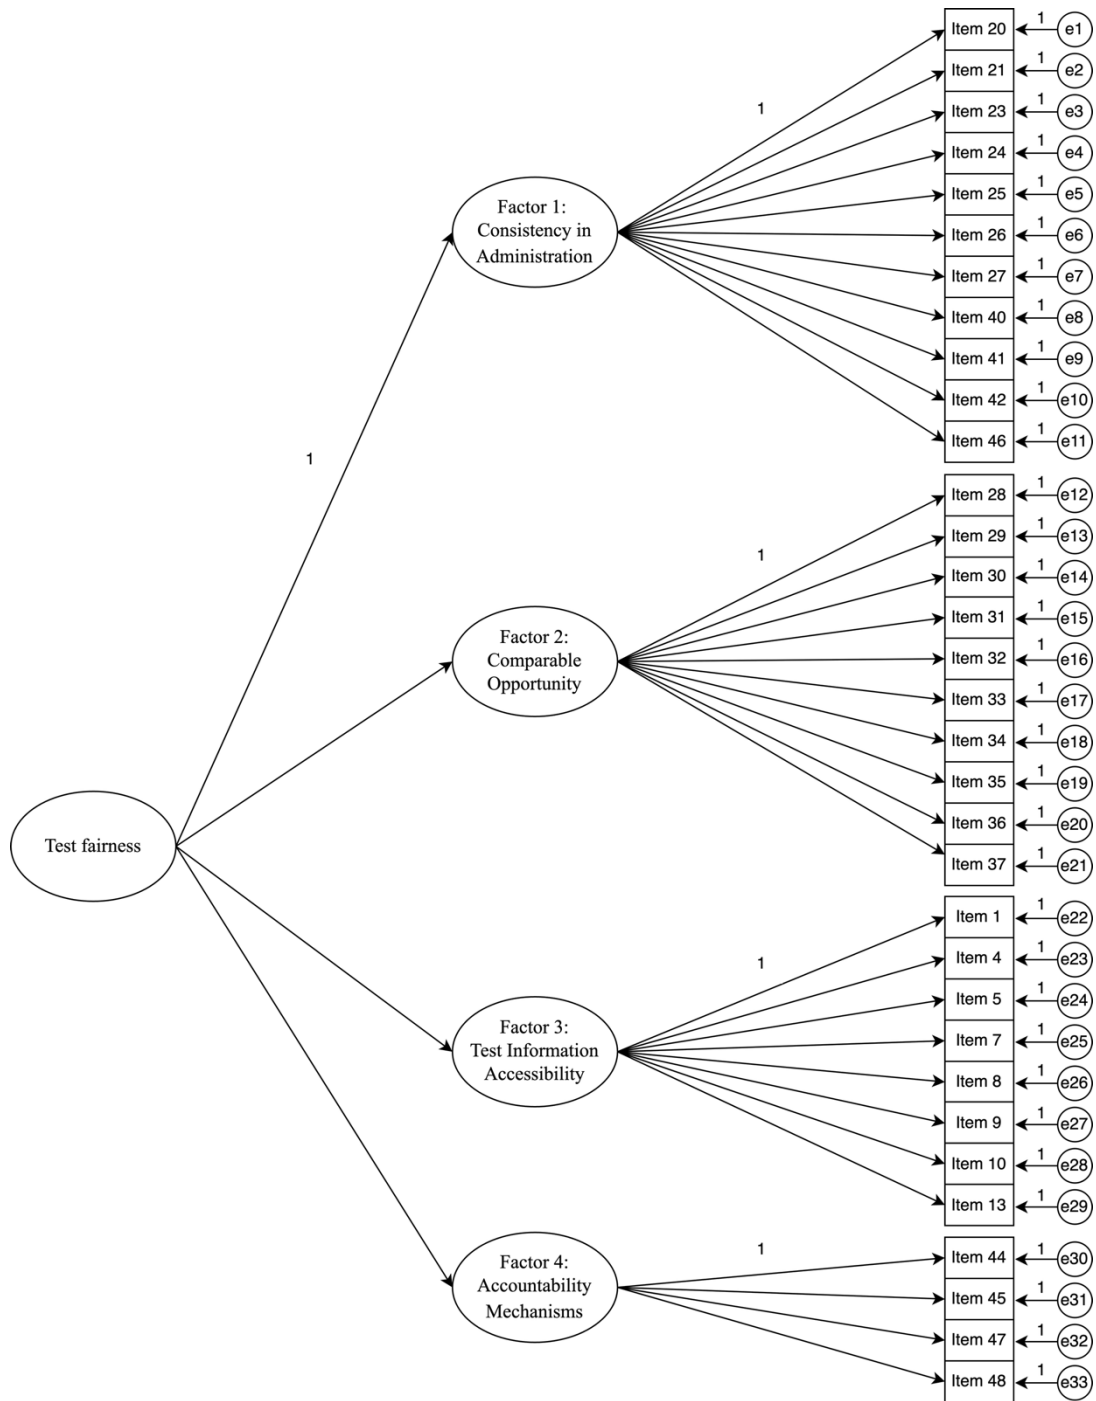 Item 20 1 e1
Item 21 1 e2
1 Item 23 1 e3
Item 24 1 e4
Factor 1:
Consistency in
Administration
Item 25 1 e5
Item 26 1 e6
Item 27 1 e7
Item 40 1 e8
Item 41 1 e9
Item 42 1 e10
Item 46 1 e11
1
Item 28 1 e12
1 Item 29 1 e13
Item 30 1 e14
Item 31 1 e15
Factor 2:
Comparable
Opportunity
Item 32 1 e16
Item 33 1 e17
Item 34 1 e18
Item 35 1 e19
Item 36 1 e20
Item 37 1 e21
Test fairness
Item 1 1 e22
1 Item 4 1 e23
Item 5 1 e24
Factor 3:
Test Information
Accessibility
Item 7 1 e25
Item 8 1 e26
Item 9 1 e27
Item 10 1 e28
Item 13 1 e29
Factor 4:
Accountability
Mechanisms
1 Item 44 1 e30
Item 45 1 e31
Item 47 1 e32
Item 48 1 e33